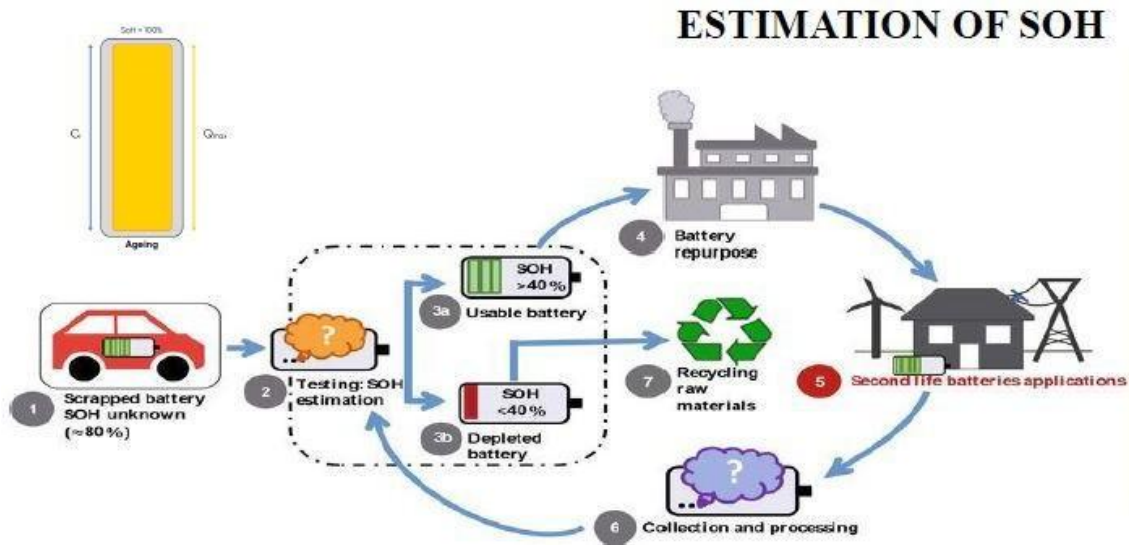 ESTIMATION OF SOH
SoH = 100%
Qmax
Ageing
SOH
>40%
3a
Usable battery
4
Battery
repurpose
1
Scrapped battery
SOH unknown
(≈80%)
?
2
Testing: SOH
estimation
SOH
<40%
3b
Depleted
battery
7
Recycling
raw
materials
5
Second life batteries applications
?
6
Collection and processing